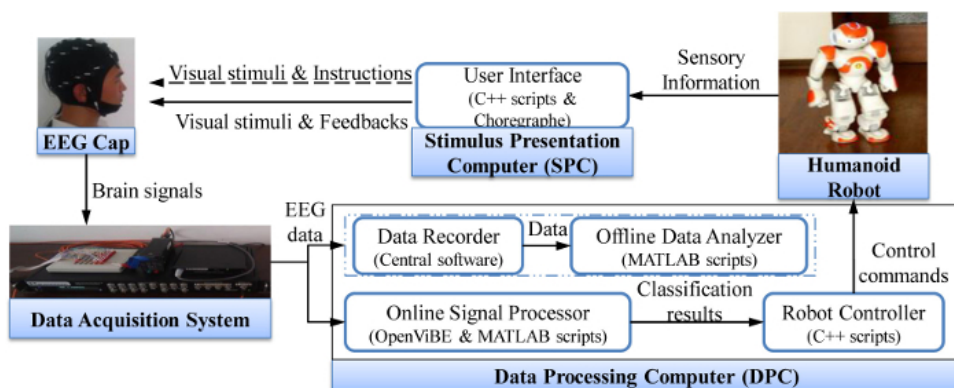 Visual stimuli & Instructions
Visual stimuli & Feedbacks
EEG Cap
User Interface
(C++ scripts &
Choregraphe)
Stimulus Presentation
Computer (SPC)
Sensory
Information
Humanoid
Robot
Brain signals
Data Acquisition System
EEG
data
Data Recorder
(Central software)
Data
Offline Data Analyzer
(MATLAB scripts)
Online Signal Processor
(OpenViBE & MATLAB scripts)
Classification
results
Robot Controller
(C++ scripts)
Control
commands
Data Processing Computer (DPC)